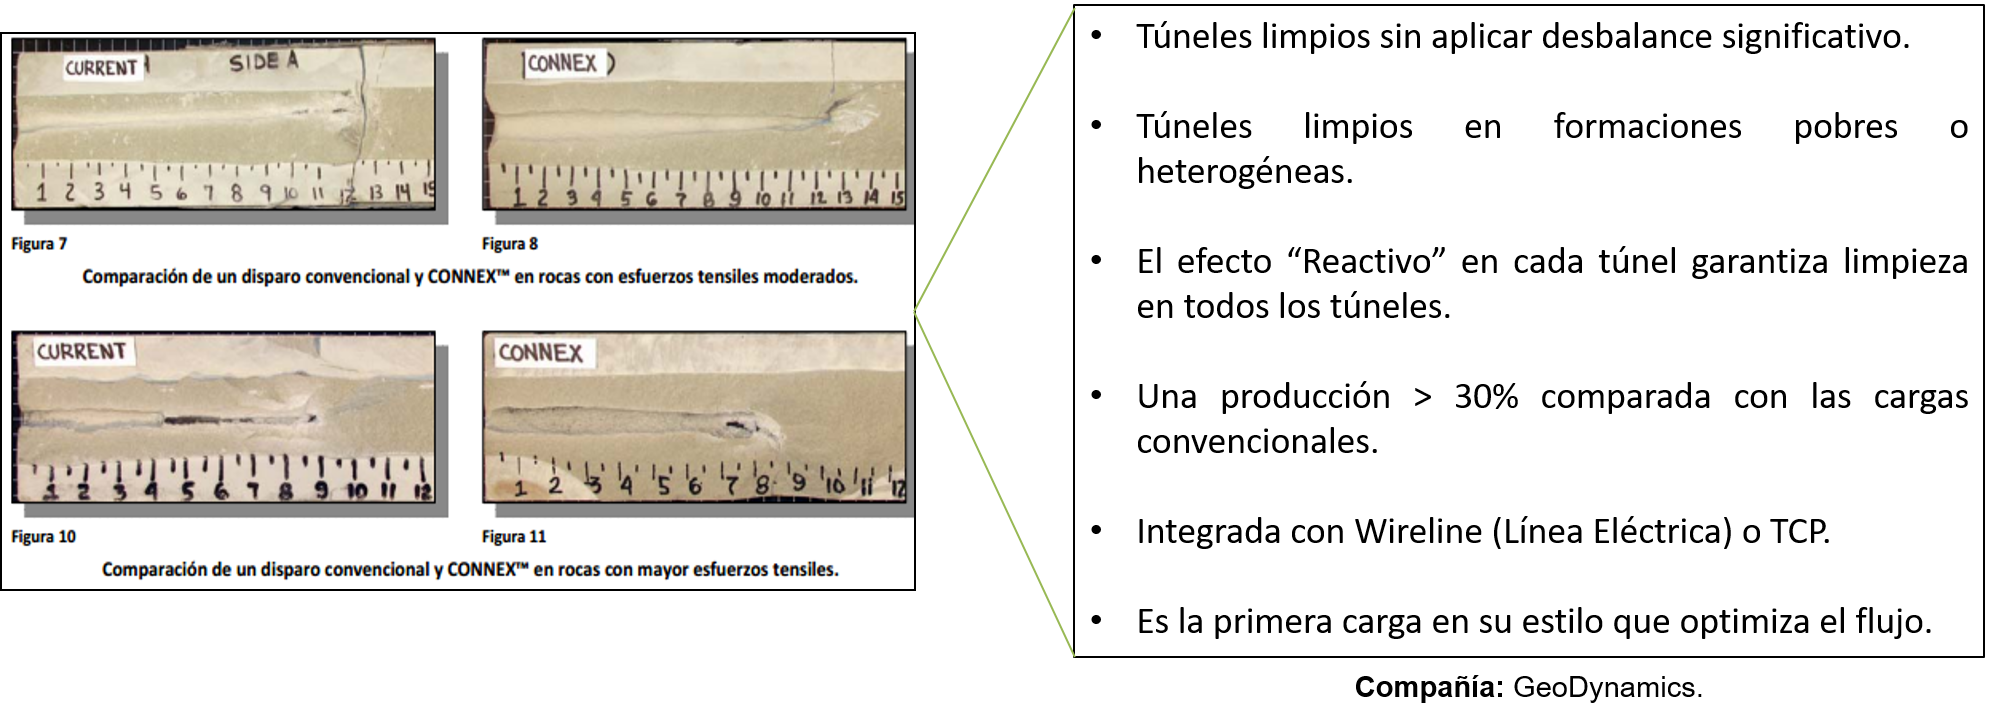 CURRENT
SIDE A
1 2 3 4 5 6 7 8 9 10 11 12 13 14 15
CONNEX
1 2 3 4 5 6 7 8 9 10 11 12 13 14 15
Figura 7
Figura 8
Comparación de un disparo convencional y CONNEX™ en rocas con esfuerzos tensiles moderados.
CURRENT
1 2 3 4 5 6 7 8 9 10 11 12
CONNEX
1 2 3 4 5 6 7 8 9 10 11 12
Figura 10
Figura 11
Comparación de un disparo convencional y CONNEX™ en rocas con mayor esfuerzos tensiles.
• Túneles limpios sin aplicar desbalance significativo.
• Túneles limpios en formaciones pobres o
heterogéneas.
• El efecto “Reactivo” en cada túnel garantiza limpieza
en todos los túneles.
• Una producción > 30% comparada con las cargas
convencionales.
• Integrada con Wireline (Línea Eléctrica) o TCP.
• Es la primera carga en su estilo que optimiza el flujo.
Compañía: GeoDynamics.